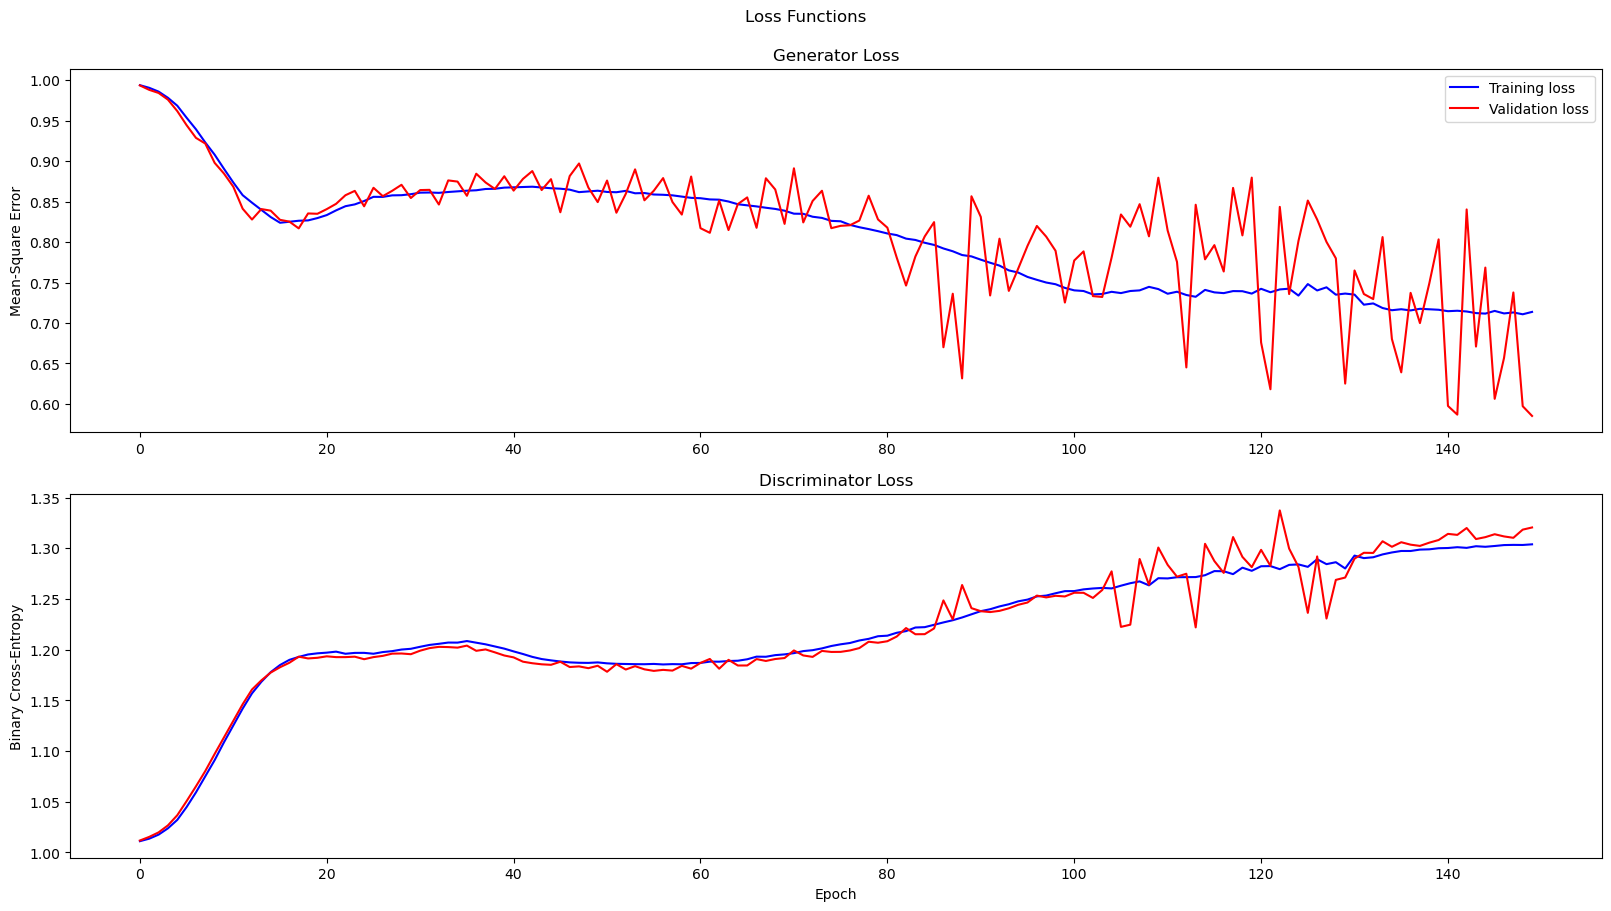 Loss Functions
Generator Loss
Mean-Square Error
1.00
0.95
0.90
0.85
0.80
0.75
0.70
0.65
0.60
Training loss
Validation loss
0 20 40 60 80 100 120 140
Discriminator Loss
Binary Cross-Entropy
1.35
1.30
1.25
1.20
1.15
1.10
1.05
1.00
0 20 40 60 80 100 120 140
Epoch